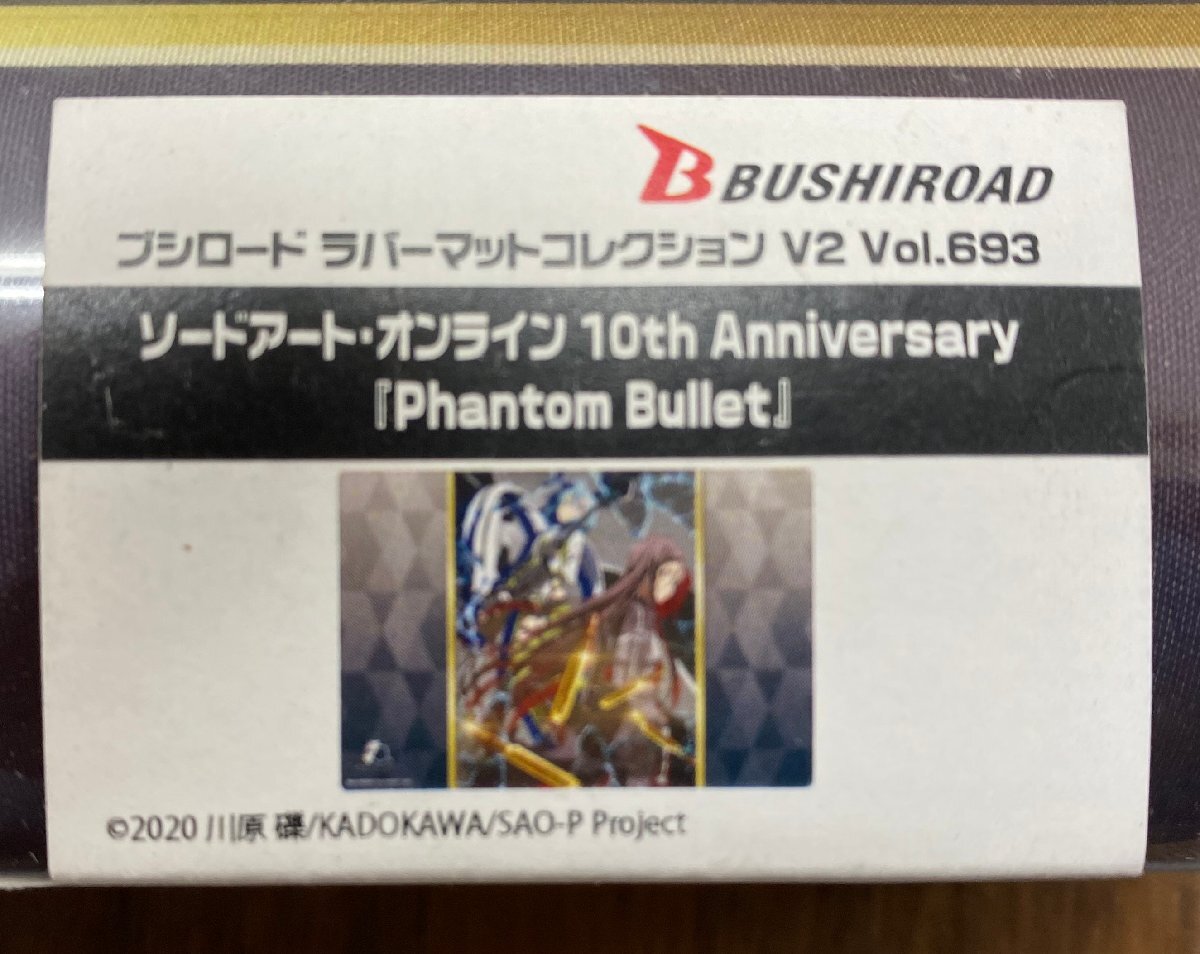 BUSHIROAD
ブシロード ラバーマットコレクション V2 Vol.693
ソードアート・オンライン 10th Anniversary
『Phantom Bullet』
©2020 川原 礫/KADOKAWA/SAO-P Project